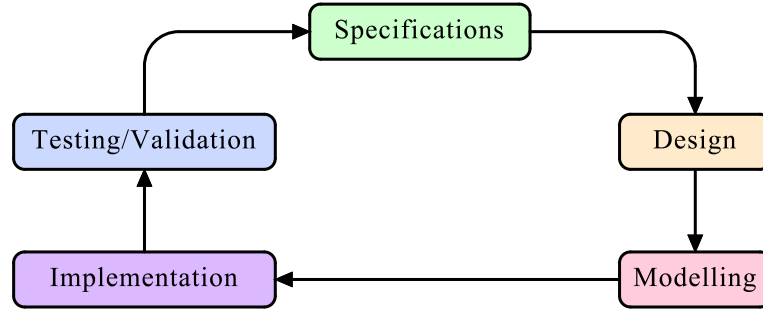 Specifications
Testing/Validation
Design
Implementation
Modelling